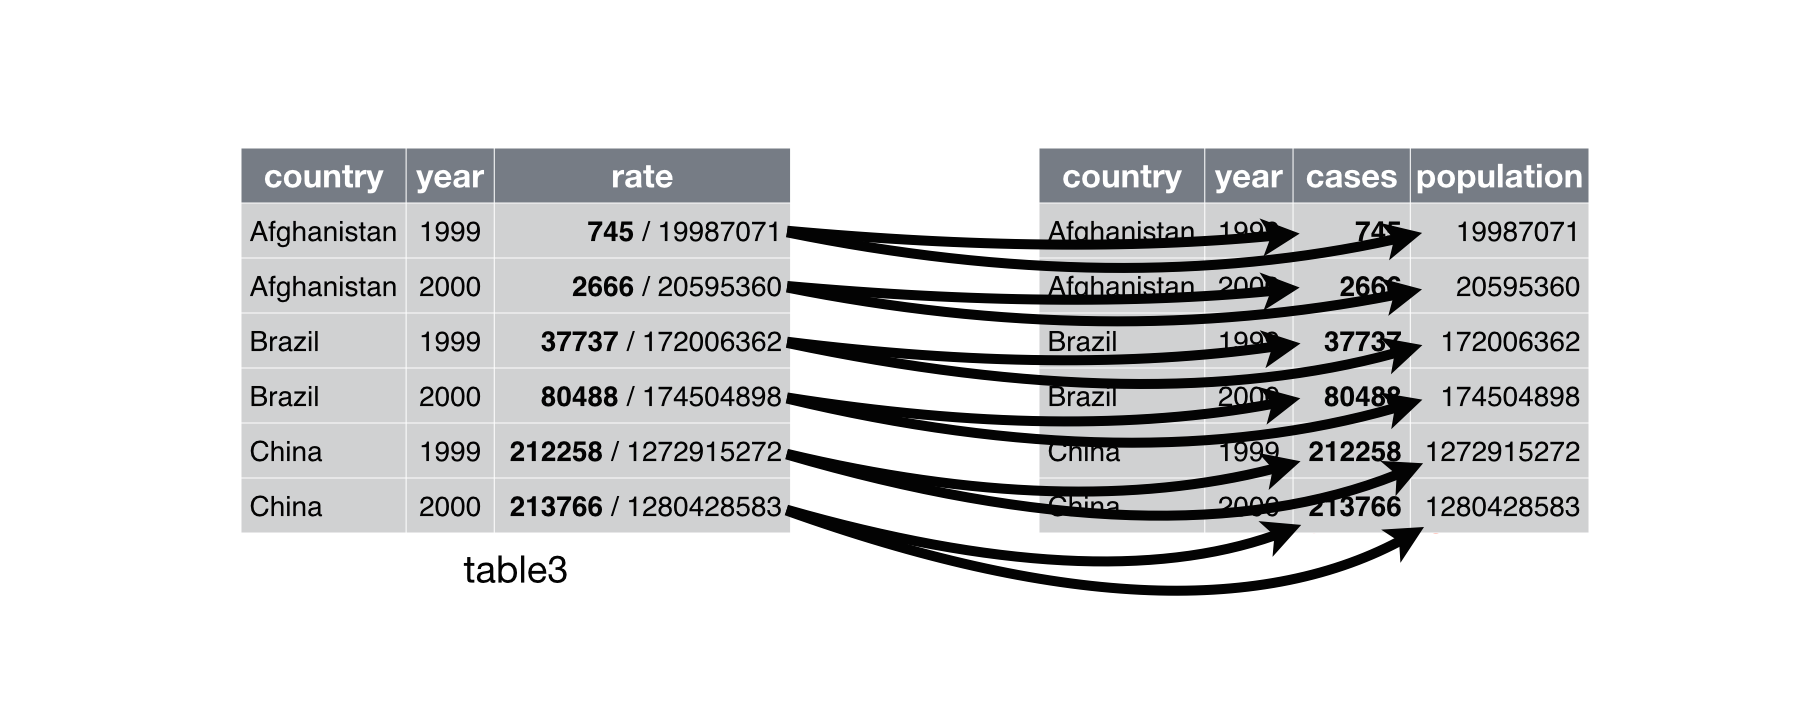 country year rate
Afghanistan 1999 745 / 19987071
Afghanistan 2000 2666 / 20595360
Brazil 1999 37737 / 172006362
Brazil 2000 80488 / 174504898
China 1999 212258 / 1272915272
China 2000 213766 / 1280428583
table3
country year cases population
Afghanistan 1999 745 19987071
Afghanistan 2000 2666 20595360
Brazil 1999 37737 172006362
Brazil 2000 80488 174504898
China 1999 212258 1272915272
China 2000 213766 1280428583